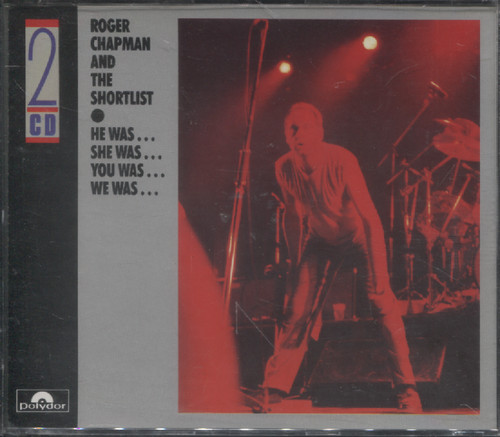 2
CD
ROGER
CHAPMAN
AND
THE
SHORTLIST
HE WAS...
SHE WAS...
YOU WAS...
WE WAS...
Polydor